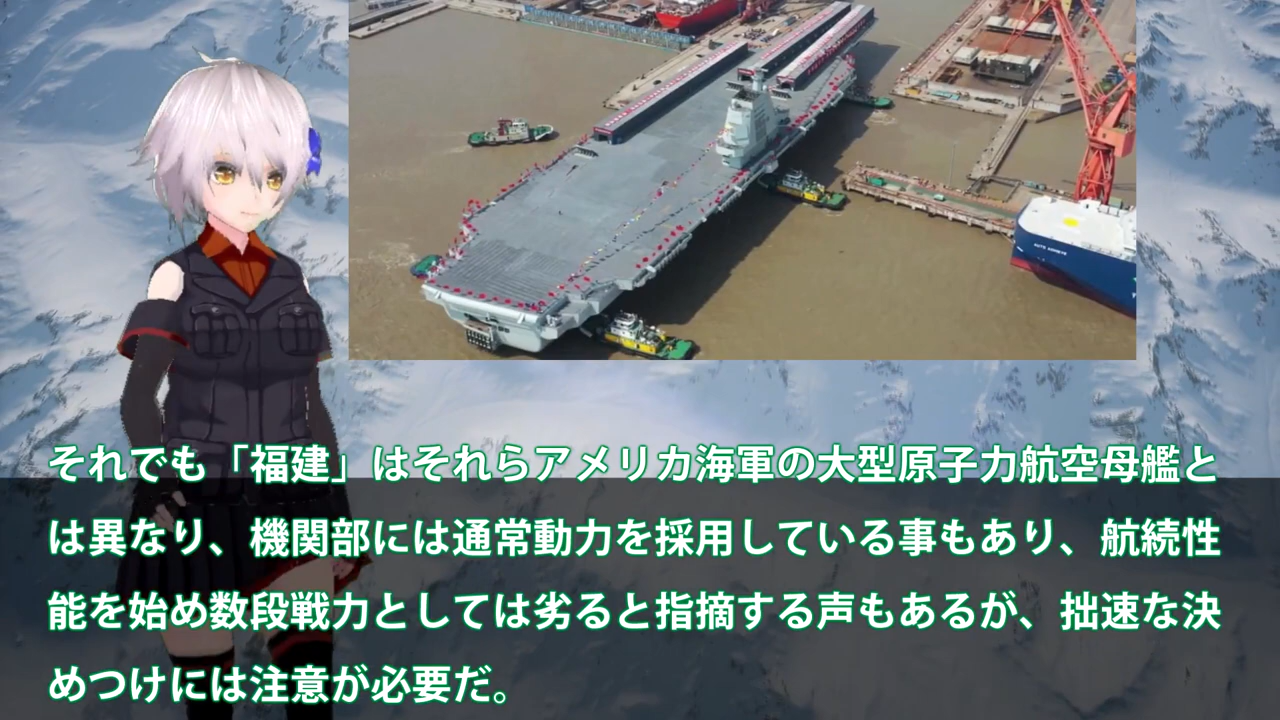 それでも「福建」はそれらアメリカ海軍の大型原子力航空母艦と
は異なり、機関部には通常動力を採用している事もあり、航続性
能を始め数段戦力としては劣ると指摘する声もあるが、拙速な決
めつけには注意が必要だ。